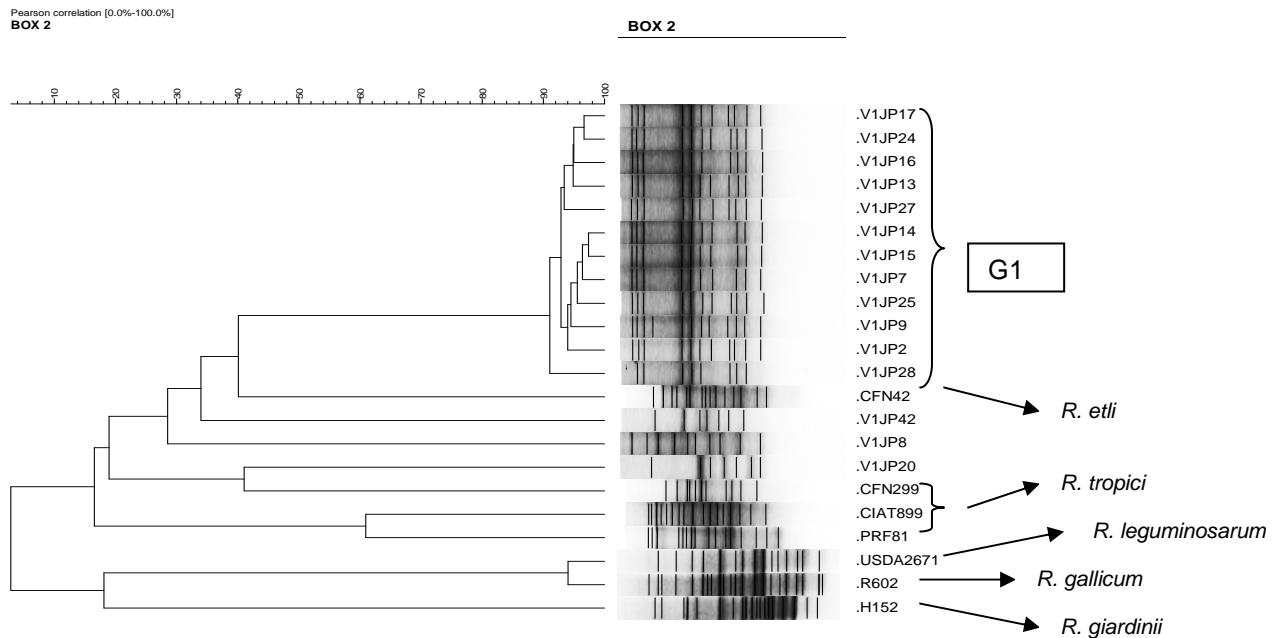 Pearson correlation [0.0%-100.0%]
BOX 2
BOX 2
10 20 30 40 50 60 70 80 90 100
.V1JP17
.V1JP24
.V1JP16
.V1JP13
.V1JP27
.V1JP14
.V1JP15
.V1JP7
.V1JP25
.V1JP9
.V1JP2
.V1JP28
.CFN42
.V1JP42
.V1JP8
.V1JP20
.CFN299
.CIAT899
.PRF81
.USDA2671
.R602
.H152
G1
R. etli
R. tropici
R. leguminosarum
R. gallicum
R. giardinii